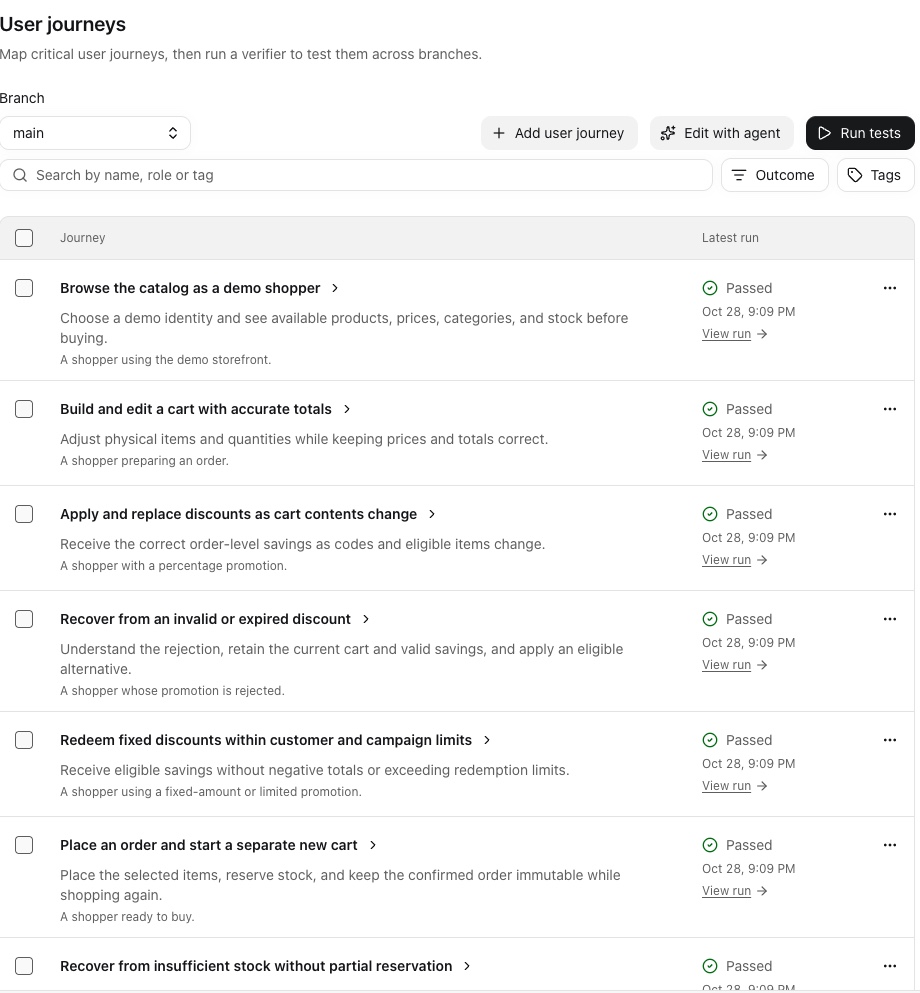 User journeys
Map critical user journeys, then run a verifier to test them across branches.
Branch
main
Add user journey
Edit with agent
Run tests
Search by name, role or tag
Outcome
Tags
Journey
Latest run
Browse the catalog as a demo shopper
Passed
Choose a demo identity and see available products, prices, categories, and stock before
buying.
Oct 28, 9:09 PM
View run
A shopper using the demo storefront.
Build and edit a cart with accurate totals
Passed
Adjust physical items and quantities while keeping prices and totals correct.
Oct 28, 9:09 PM
View run
A shopper preparing an order.
Apply and replace discounts as cart contents change
Passed
Receive the correct order-level savings as codes and eligible items change.
Oct 28, 9:09 PM
View run
A shopper with a percentage promotion.
Recover from an invalid or expired discount
Passed
Understand the rejection, retain the current cart and valid savings, and apply an eligible
alternative.
Oct 28, 9:09 PM
View run
A shopper whose promotion is rejected.
Redeem fixed discounts within customer and campaign limits
Passed
Receive eligible savings without negative totals or exceeding redemption limits.
Oct 28, 9:09 PM
View run
A shopper using a fixed-amount or limited promotion.
Place an order and start a separate new cart
Passed
Place the selected items, reserve stock, and keep the confirmed order immutable while
shopping again.
Oct 28, 9:09 PM
View run
A shopper ready to buy.
Recover from insufficient stock without partial reservation
Passed
Oct 28, 9:09 PM